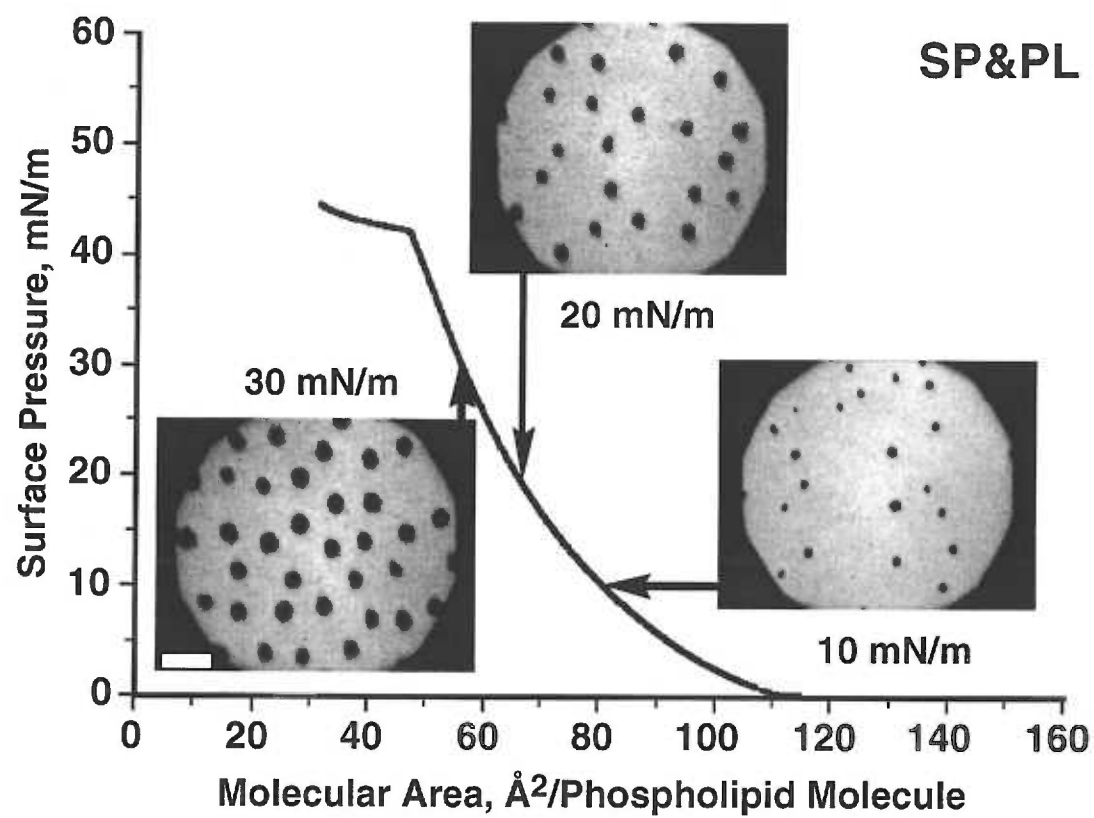 SP&PL
Surface Pressure, mN/m
60
50
40
30
20
10
0
20 mN/m
30 mN/m
10 mN/m
0 20 40 60 80 100 120 140 160
Molecular Area, Å²/Phospholipid Molecule